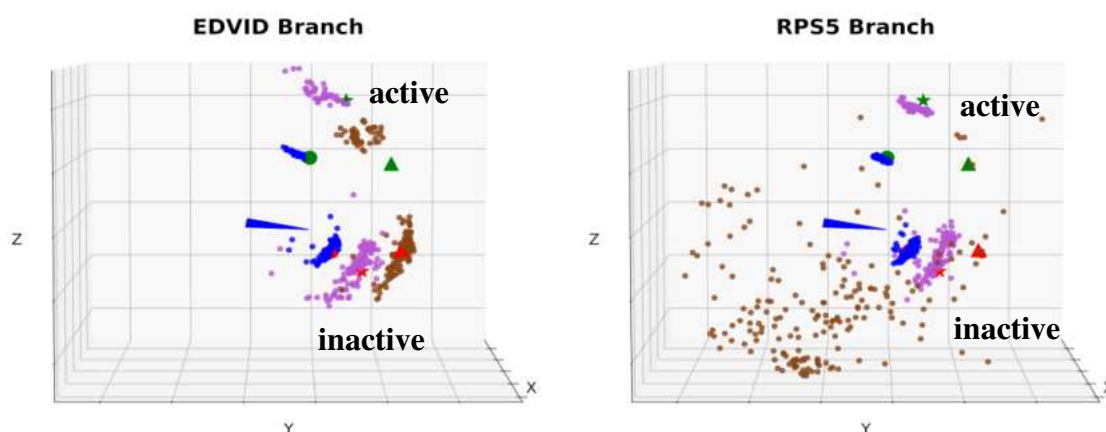 EDVID Branch
active
inactive
Z
Y
X
RPS5 Branch
active
inactive
Z
Y